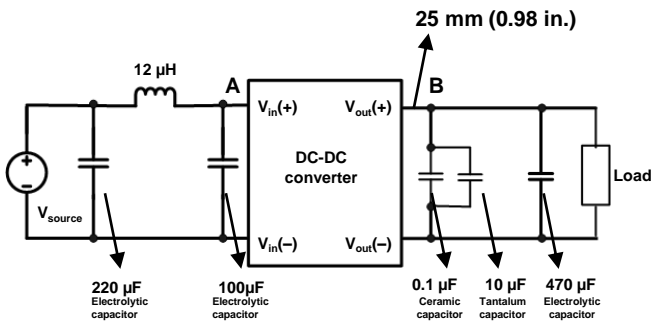 25 mm (0.98 in.)
12 µH
A
B
Vin(+)
Vout(+)
DC-DC
converter
+
−
Vsource
Load
Vin(−)
Vout(−)
220 µF
Electrolytic
capacitor
100µF
Electrolytic
capacitor
0.1 µF
Ceramic
capacitor
10 µF
Tantalum
capacitor
470 µF
Electrolytic
capacitor